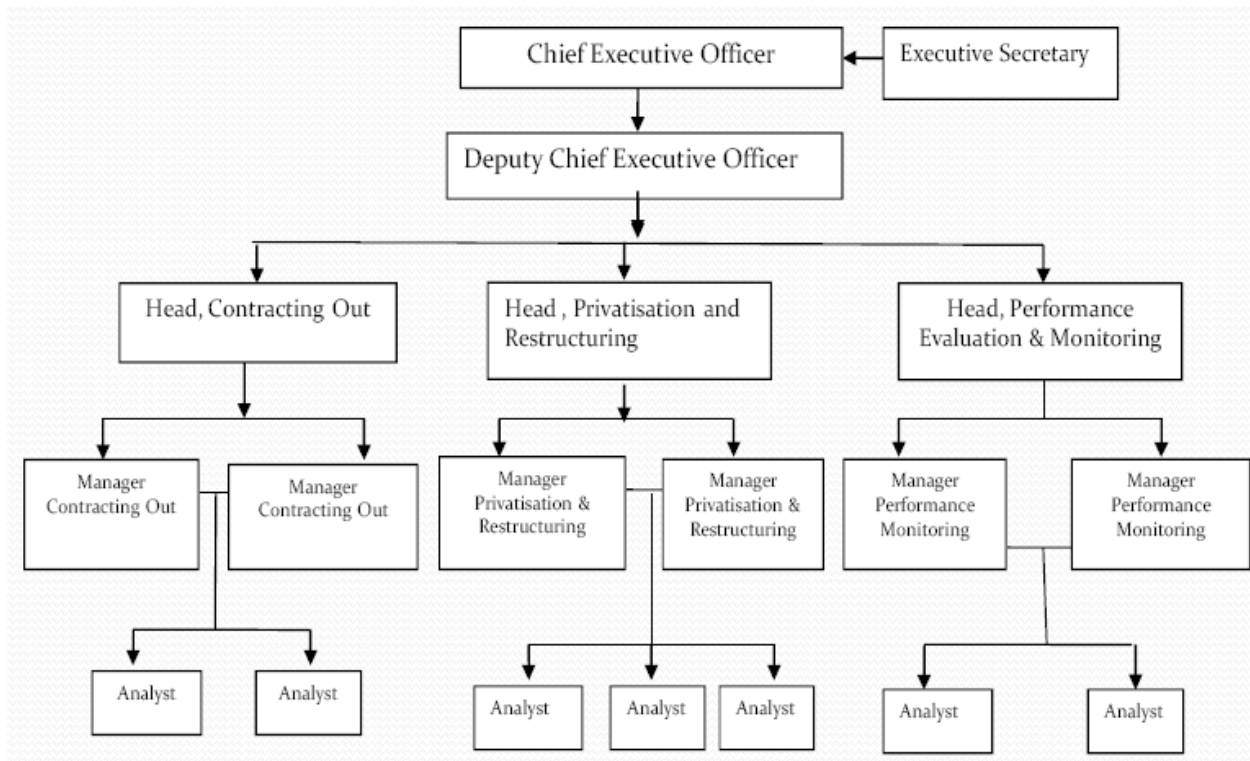 Chief Executive Officer
Executive Secretary
Deputy Chief Executive Officer
Head, Contracting Out
Head , Privatisation and
Restructuring
Head, Performance
Evaluation & Monitoring
Manager
Contracting Out
Manager
Contracting Out
Manager
Privatisation &
Restructuring
Manager
Privatisation &
Restructuring
Manager
Performance
Monitoring
Manager
Performance
Monitoring
Analyst
Analyst
Analyst
Analyst
Analyst
Analyst
Analyst